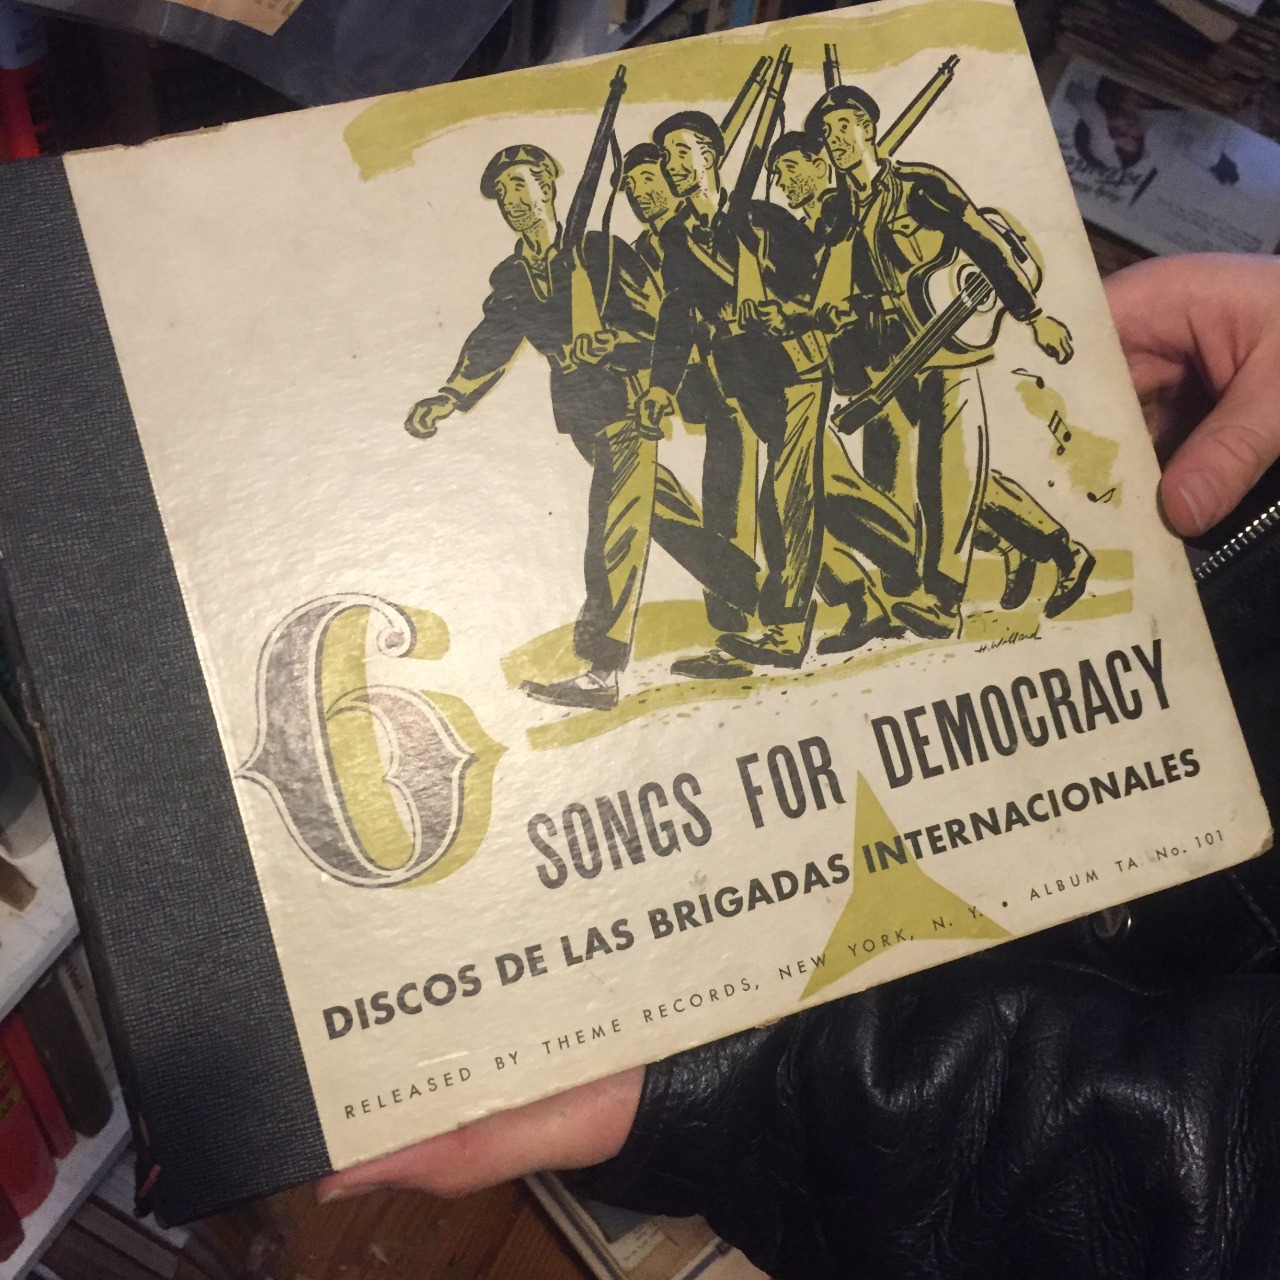 H. Willard
6
SONGS FOR DEMOCRACY
DISCOS DE LAS BRIGADAS INTERNACIONALES
RELEASED BY THEME RECORDS, NEW YORK, N. Y. • ALBUM TA No. 101